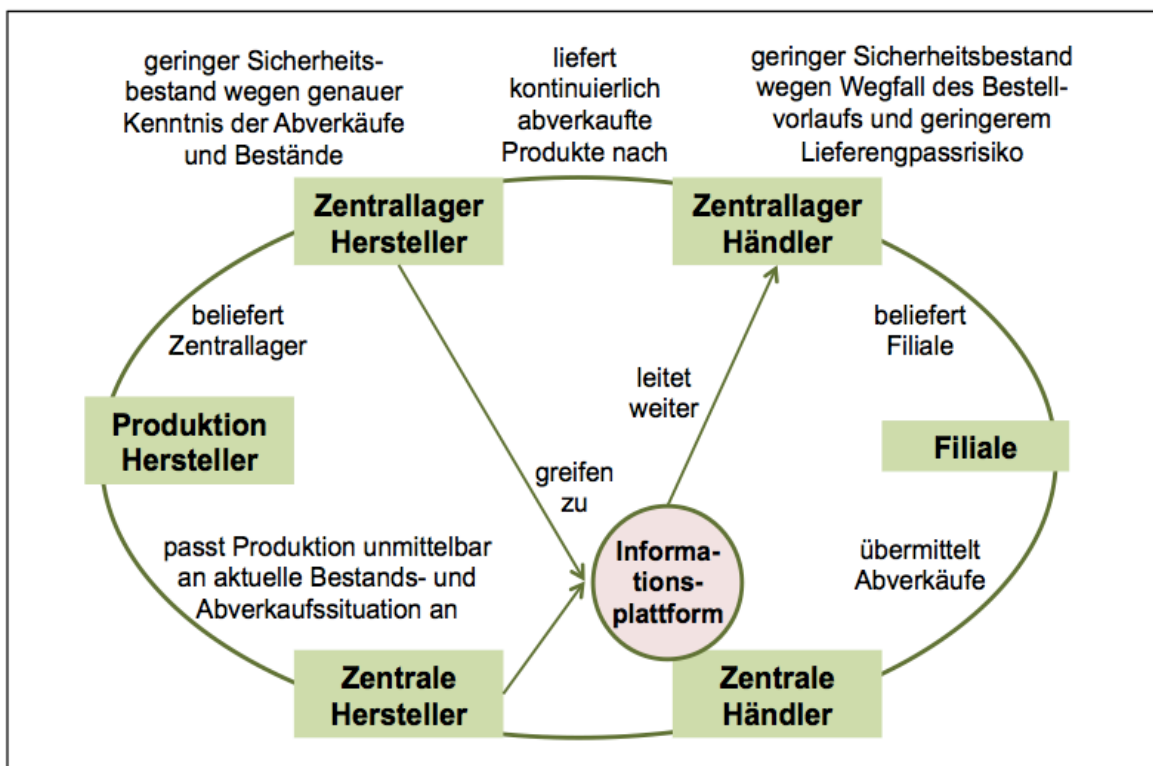 geringer Sicherheits-
bestand wegen genauer
Kenntnis der Abverkäufe
und Bestände
liefert
kontinuierlich
abverkaufte
Produkte nach
geringer Sicherheitsbestand
wegen Wegfall des Bestell-
vorlaufs und geringerem
Lieferengpassrisiko
Zentrallager
Hersteller
Zentrallager
Händler
beliefert
Zentrallager
beliefert
Filiale
leitet
weiter
Produktion
Hersteller
Filiale
greifen
zu
passt Produktion unmittelbar
an aktuelle Bestands- und
Abverkaufssituation an
Informa-
tions-
plattform
übermittelt
Abverkäufe
Zentrale
Hersteller
Zentrale
Händler